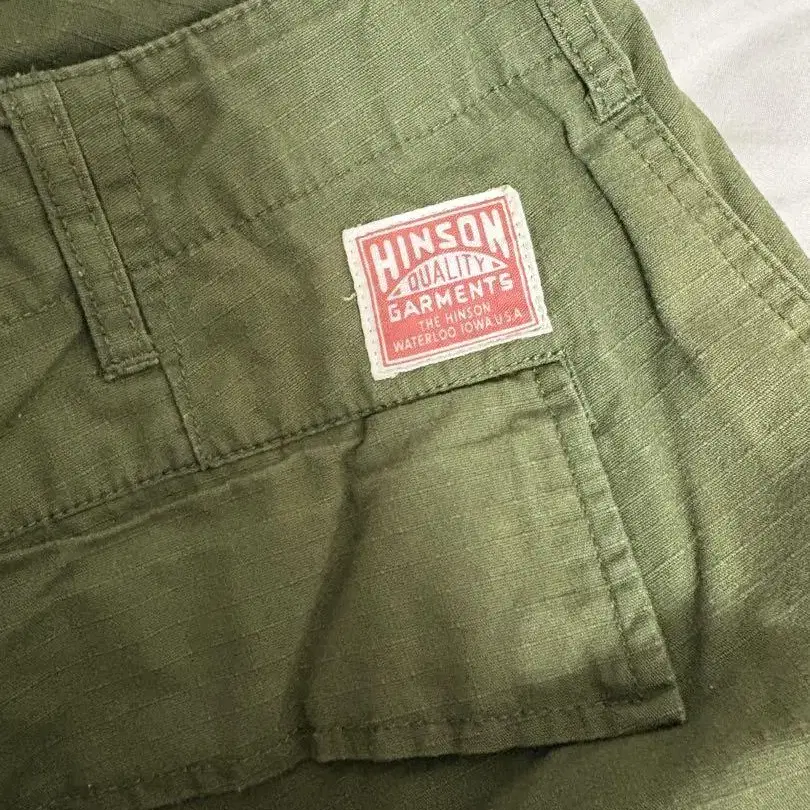 HINSON
QUALITY
GARMENTS
THE HINSON
WATERLOO IOWA U.S.A